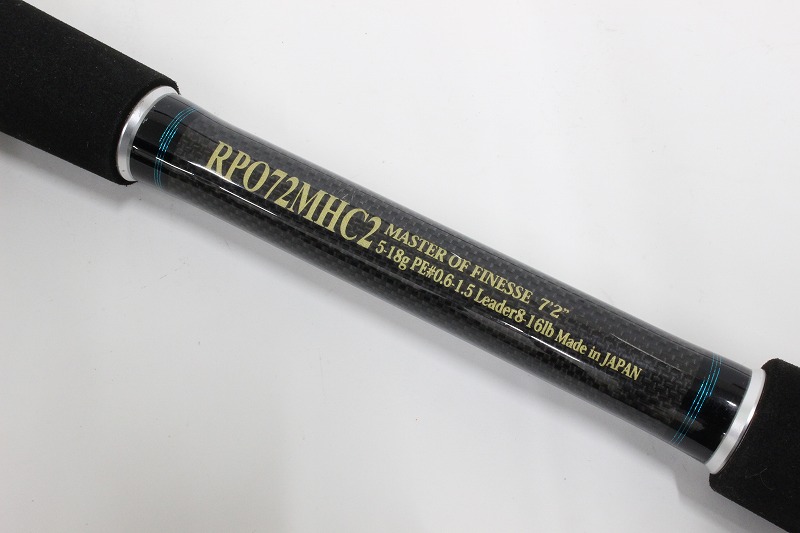 RPO72MHC2
MASTER OF FINESSE 7'2"
5-18g PE#0.6-1.5 Leader8-16lb Made in JAPAN